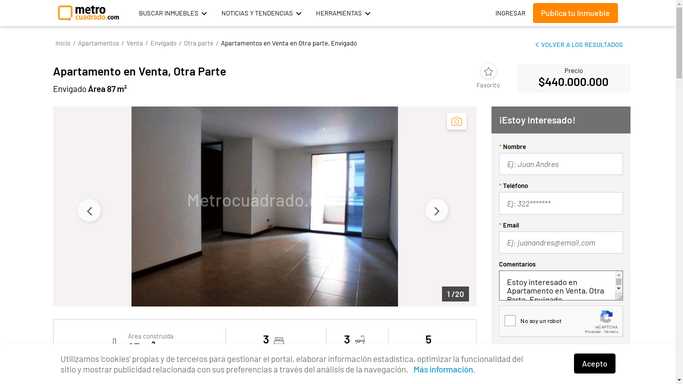 metro
cuadrado.com
BUSCAR INMUEBLES
NOTICIAS Y TENDENCIAS
HERRAMIENTAS
INGRESAR
Publica tu Inmueble
Inicio / Apartamentos / Venta / Envigado / Otra parte / Apartamentos en Venta en Otra parte, Envigado
VOLVER A LOS RESULTADOS
Apartamento en Venta, Otra Parte
Envigado Área 87 m²
Favorito
Precio
$440.000.000
Metrocuadrado.c
1 / 20
¡Estoy Interesado!
* Nombre
Ej: Juan Andres
* Teléfono
Ej: 322*******
* Email
Ej: juanandres@email.com
Comentarios
Estoy interesado en
Apartamento en Venta, Otra
Parte, Envigado
No soy un robot
reCAPTCHA
Privacidad - Términos
Área construida
3
3
5
Utilizamos 'cookies' propias y de terceros para gestionar el portal, elaborar información estadística, optimizar la funcionalidad del
sitio y mostrar publicidad relacionada con sus preferencias a través del análisis de la navegación. Más información.
Acepto